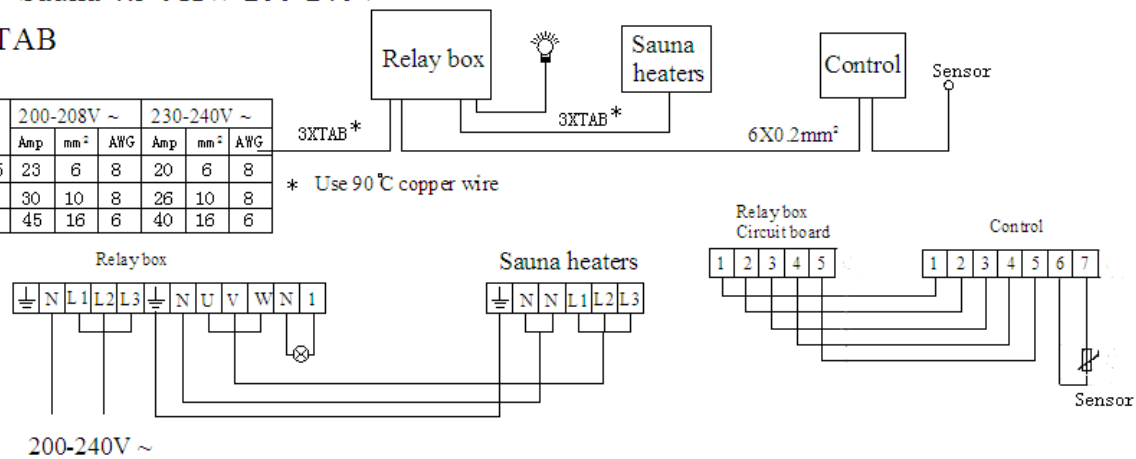 TAB
Relay box
Sauna
heaters
Control
Sensor
200-208V ~ 230-240V ~
Amp mm² AWG Amp mm² AWG
23 6 8 20 6 8
30 10 8 26 10 8
45 16 6 40 16 6
3XTAB*
3XTAB*
6X0.2mm²
* Use 90℃ copper wire
Relay box
Circuit board
1 2 3 4 5
Control
1 2 3 4 5 6 7
Sensor
Relay box
N L1 L2 L3 N U V W N 1
Sauna heaters
N N L1 L2 L3
200-240V ~